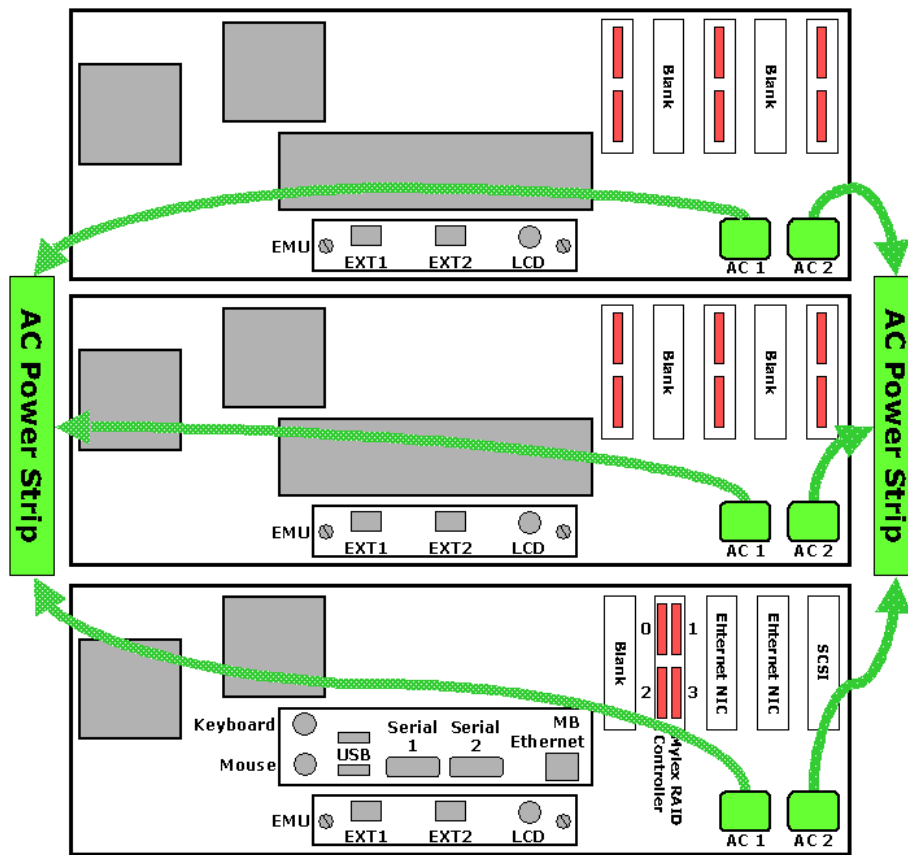 Blank
Blank
EMU
EXT1
EXT2
LCD
AC 1
AC 2
AC Power Strip
AC Power Strip
Blank
Blank
EMU
EXT1
EXT2
LCD
AC 1
AC 2
Blank
0
1
2
3
Mylex RAID
Controller
Ehternet NIC
Ehternet NIC
SCSI
Keyboard
Mouse
USB
Serial
1
Serial
2
MB
Ethernet
EMU
EXT1
EXT2
LCD
AC 1
AC 2